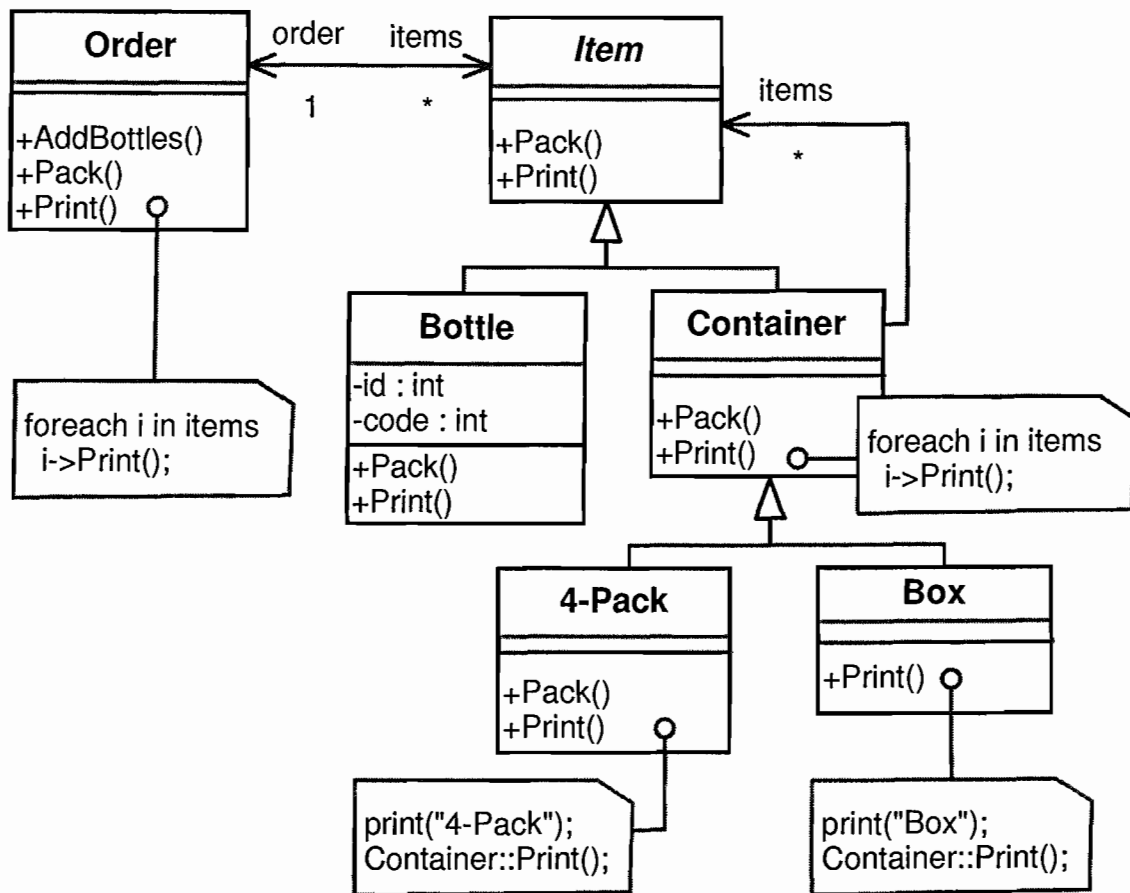 Order
order
items
1
*
Item
items
*
+AddBottles()
+Pack()
+Print()
+Pack()
+Print()
Bottle
-id : int
-code : int
+Pack()
+Print()
Container
+Pack()
+Print()
foreach i in items
i->Print();
foreach i in items
i->Print();
4-Pack
+Pack()
+Print()
Box
+Print()
print("4-Pack");
Container::Print();
print("Box");
Container::Print();